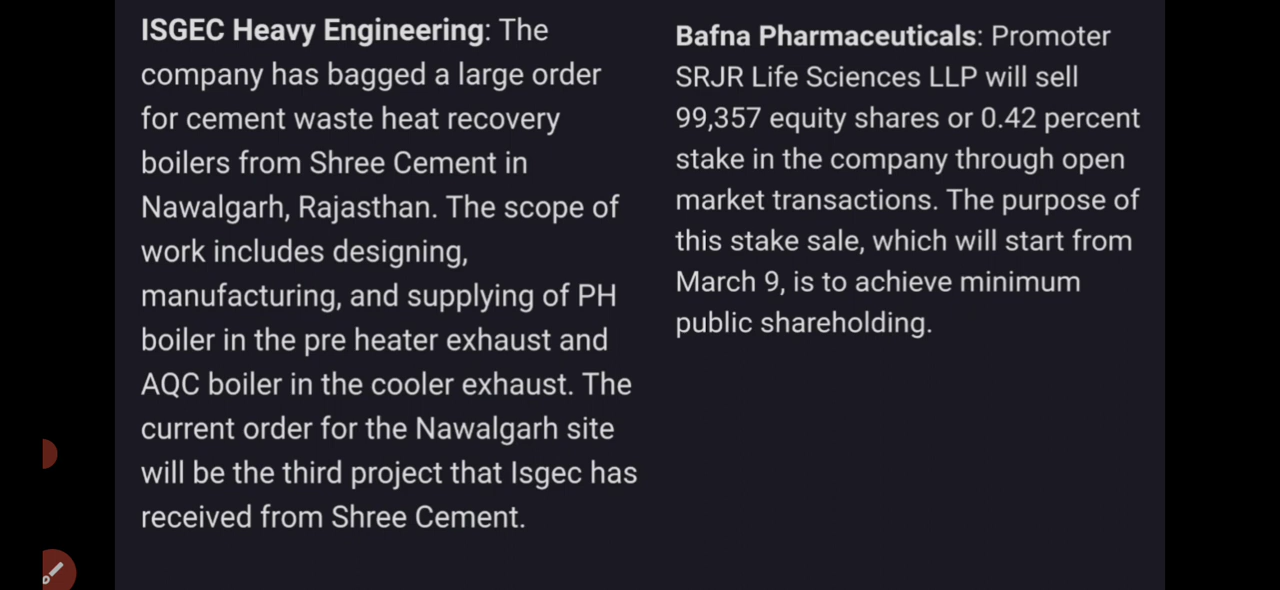 ISGEC Heavy Engineering: The
company has bagged a large order
for cement waste heat recovery
boilers from Shree Cement in
Nawalgarh, Rajasthan. The scope of
work includes designing,
manufacturing, and supplying of PH
boiler in the pre heater exhaust and
AQC boiler in the cooler exhaust. The
current order for the Nawalgarh site
will be the third project that Isgec has
received from Shree Cement.
Bafna Pharmaceuticals: Promoter
SRJR Life Sciences LLP will sell
99,357 equity shares or 0.42 percent
stake in the company through open
market transactions. The purpose of
this stake sale, which will start from
March 9, is to achieve minimum
public shareholding.